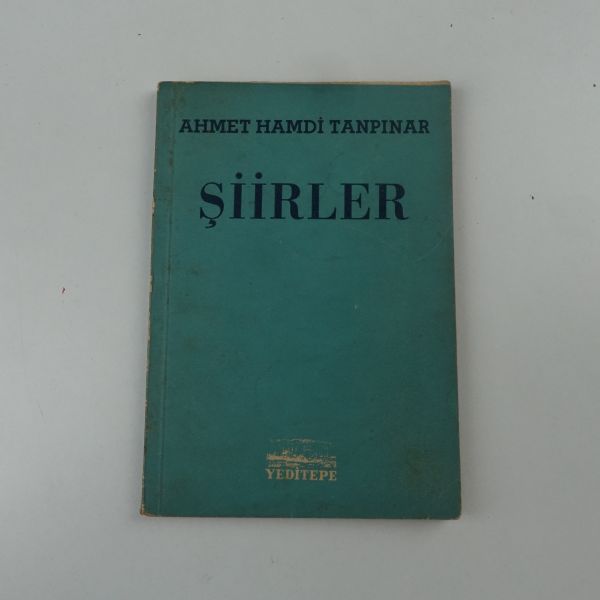 AHMET HAMDİ TANPINAR
ŞİİRLER
YEDİTEPE